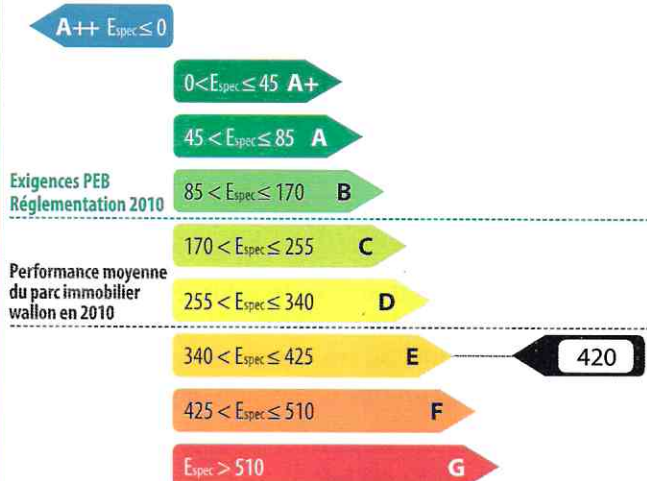 A++ Espec ≤ 0
0 < Espec ≤ 45 A+
45 < Espec ≤ 85 A
Exigences PEB
Réglementation 2010
85 < Espec ≤ 170 B
170 < Espec ≤ 255 C
Performance moyenne
du parc immobilier
wallon en 2010
255 < Espec ≤ 340 D
340 < Espec ≤ 425 E
420
425 < Espec ≤ 510 F
Espec > 510 G